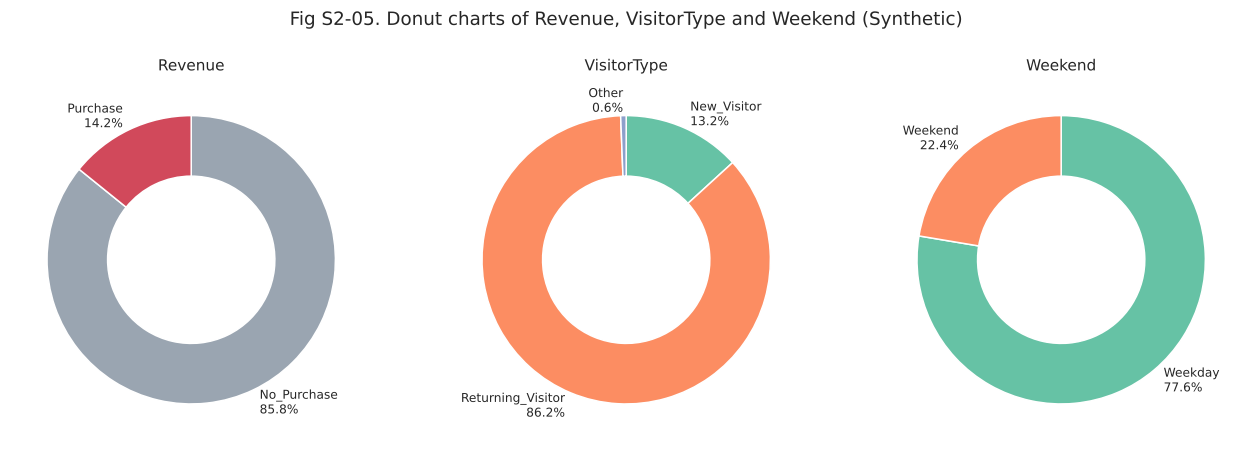 Fig S2-05. Donut charts of Revenue, VisitorType and Weekend (Synthetic)
Revenue
Purchase
14.2%
No_Purchase
85.8%
VisitorType
Other
0.6%
New_Visitor
13.2%
Returning_Visitor
86.2%
Weekend
Weekend
22.4%
Weekday
77.6%